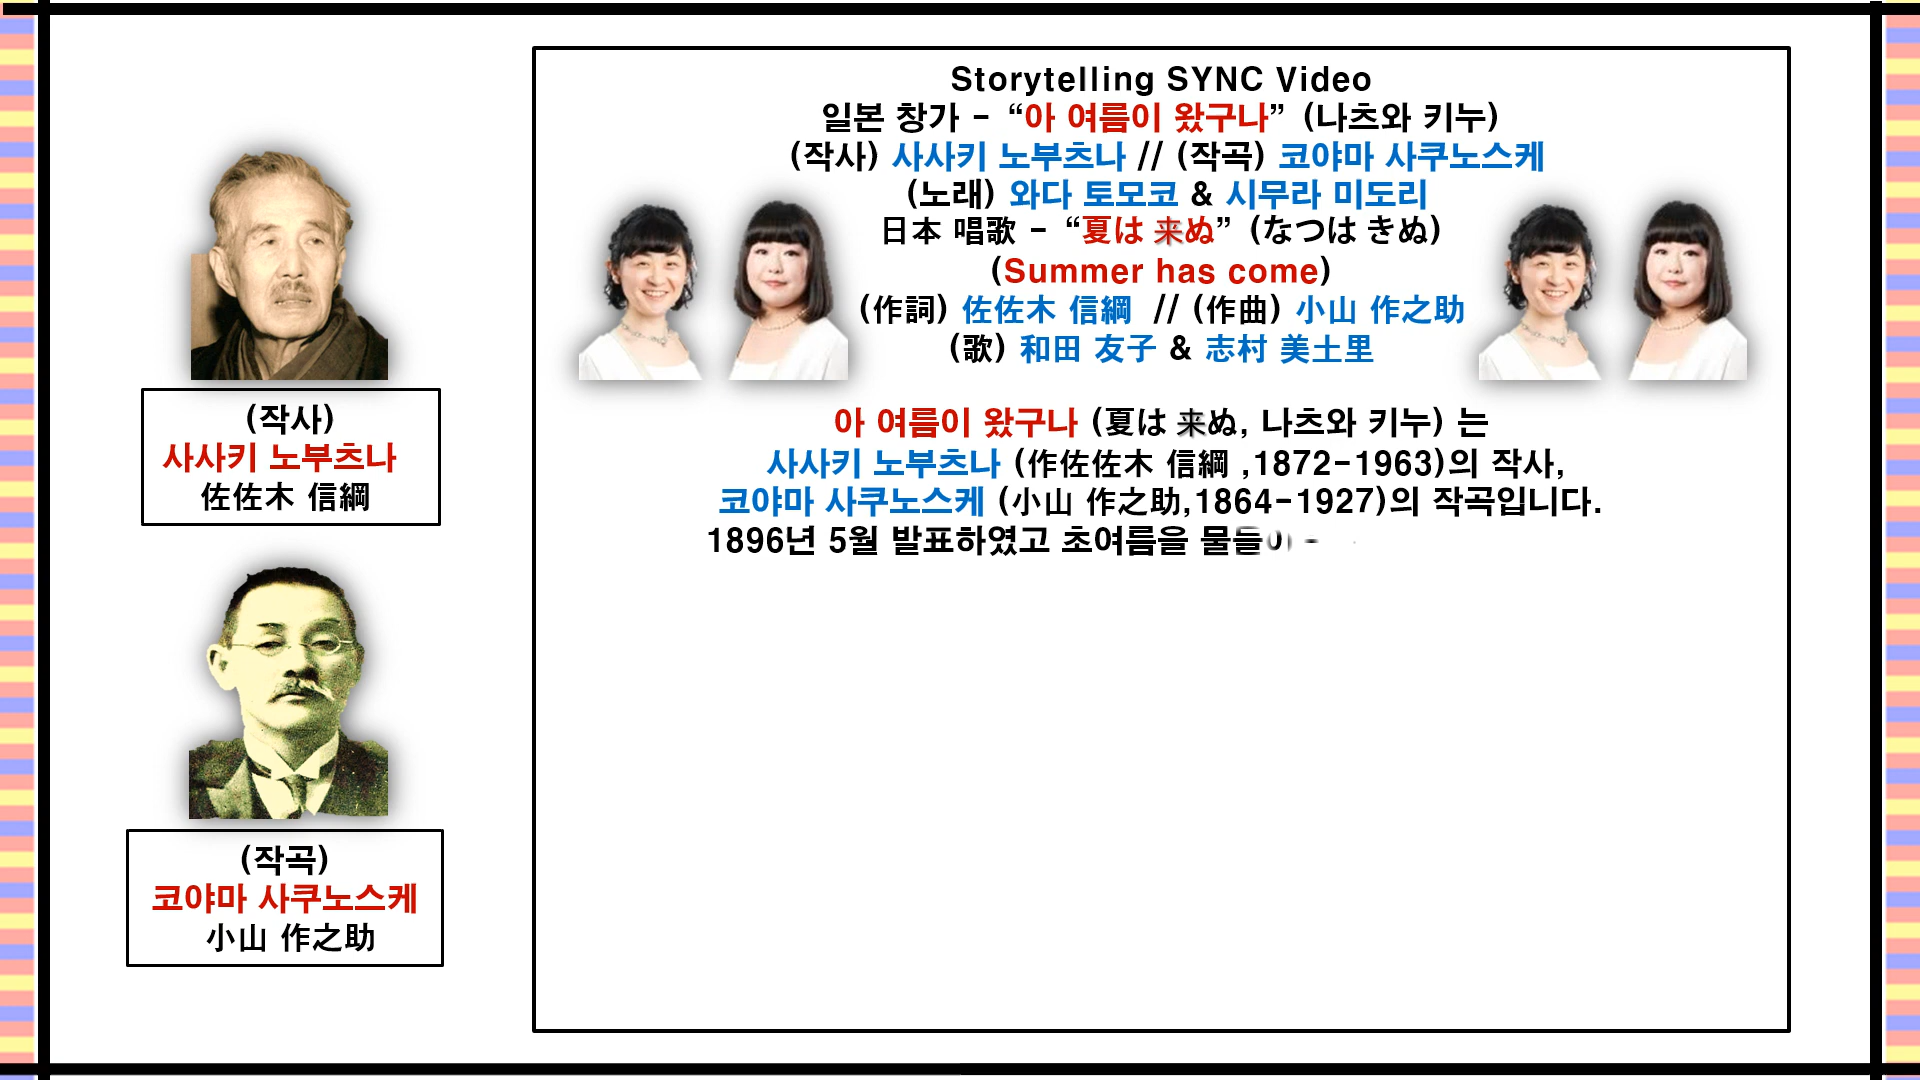 Storytelling SYNC Video
일본 창가 - “아 여름이 왔구나” (나츠와 키누)
(작사) 사사키 노부츠나 // (작곡) 코야마 사쿠노스케
(노래) 와다 토모코 & 시무라 미도리
日本 唱歌 - “夏は 来ぬ” (なつは きぬ)
(Summer has come)
(作詞) 佐佐木 信綱 // (作曲) 小山 作之助
(歌) 和田 友子 & 志村 美土里
아 여름이 왔구나 (夏は 来ぬ, 나츠와 키누) 는
사사키 노부츠나 (作佐佐木 信綱 ,1872-1963)의 작사,
코야마 사쿠노스케 (小山 作之助,1864-1927)의 작곡입니다.
1896년 5월 발표하였고 초여름을
(작사)
사사키 노부츠나
佐佐木 信綱
(작곡)
코야마 사쿠노스케
小山 作之助